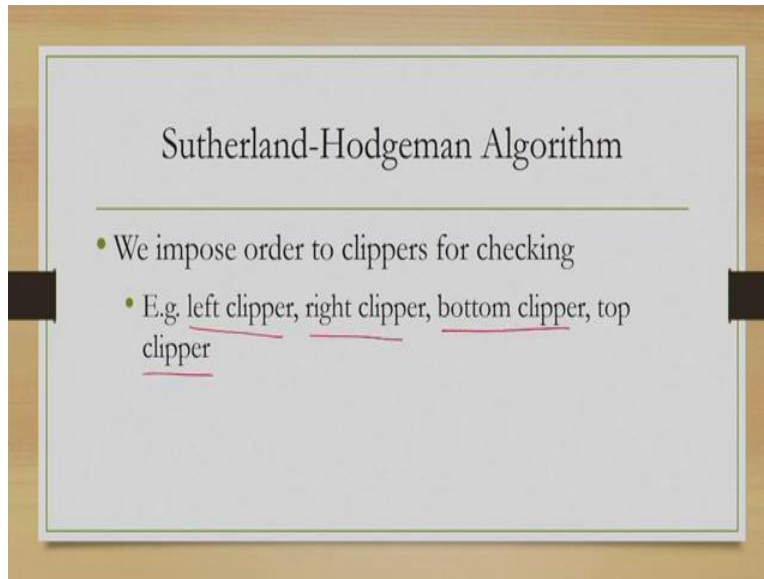 Sutherland-Hodgeman Algorithm
• We impose order to clippers for checking
• E.g. left clipper, right clipper, bottom clipper, top
clipper